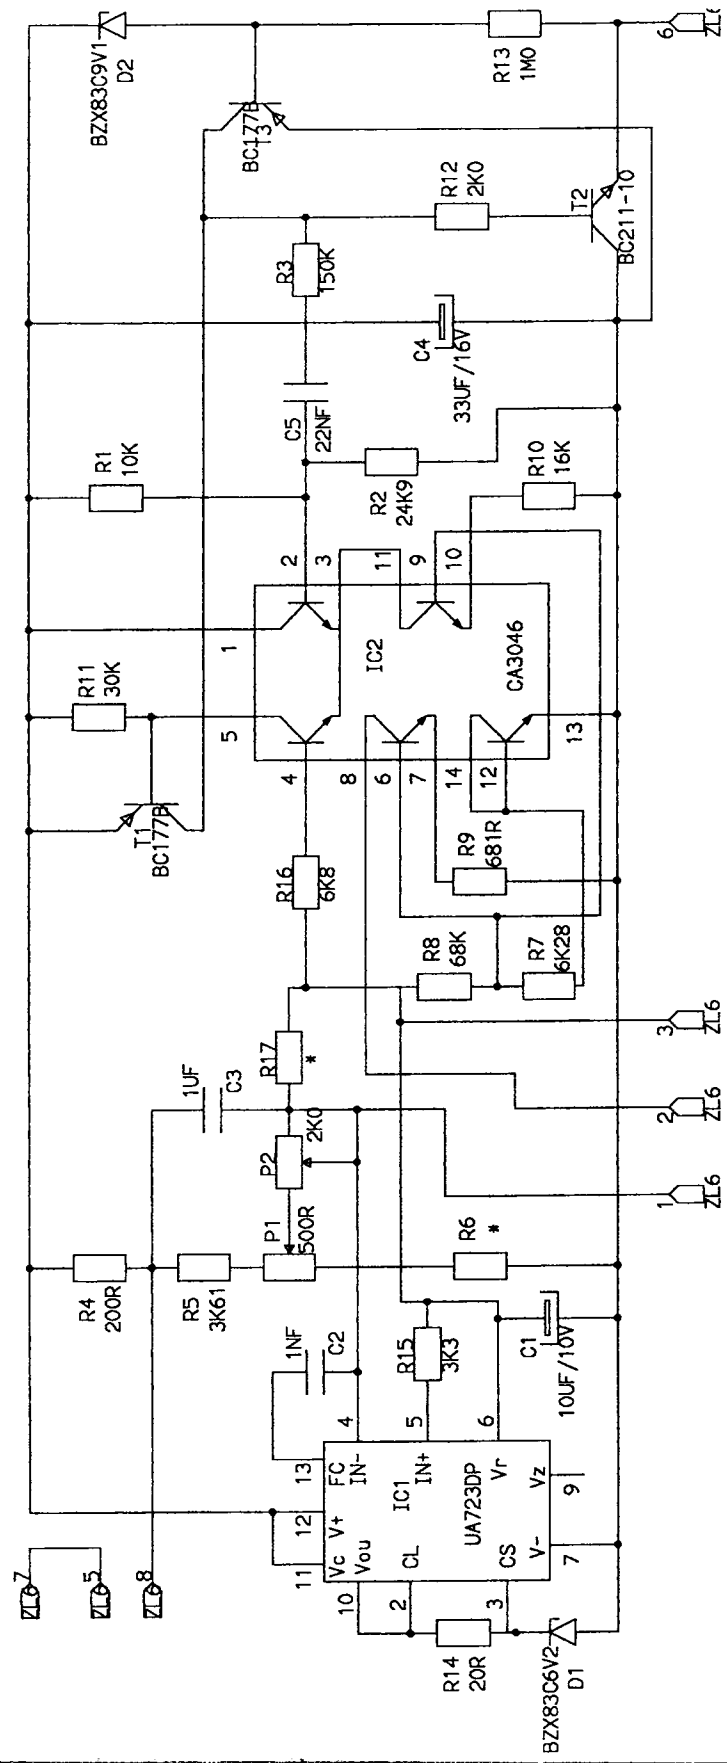 6
ZL6
R13
1M0
BZX83C9V1
D2
BC177B
T3
R12
2K0
T2
BC211-10
R3
150K
C4
33UF/16V
C5
22NF
R1
10K
R2
24K9
R10
16K
2
3
11
9
10
1
IC2
CA3046
R11
30K
5
4
8
6
7
14
12
13
T1
BC177B
R16
6K8
R9
681R
R8
68K
R7
6K28
R17
*
3
ZL6
1UF
C3
2K0
P2
2
ZL6
P1
500R
1
ZL6
R4
200R
R5
3K61
R6
*
1NF
C2
R15
3K3
C1
10UF/10V
13
4
5
6
FC
IN-
IN+
Vr
12
V+
IC1
UA723DP
Vz
9
11
Vc
Vou
CL
CS
V-
7
10
2
3
R14
20R
BZX83C6V2
D1
7
ZL6
5
ZL6
8
ZL6